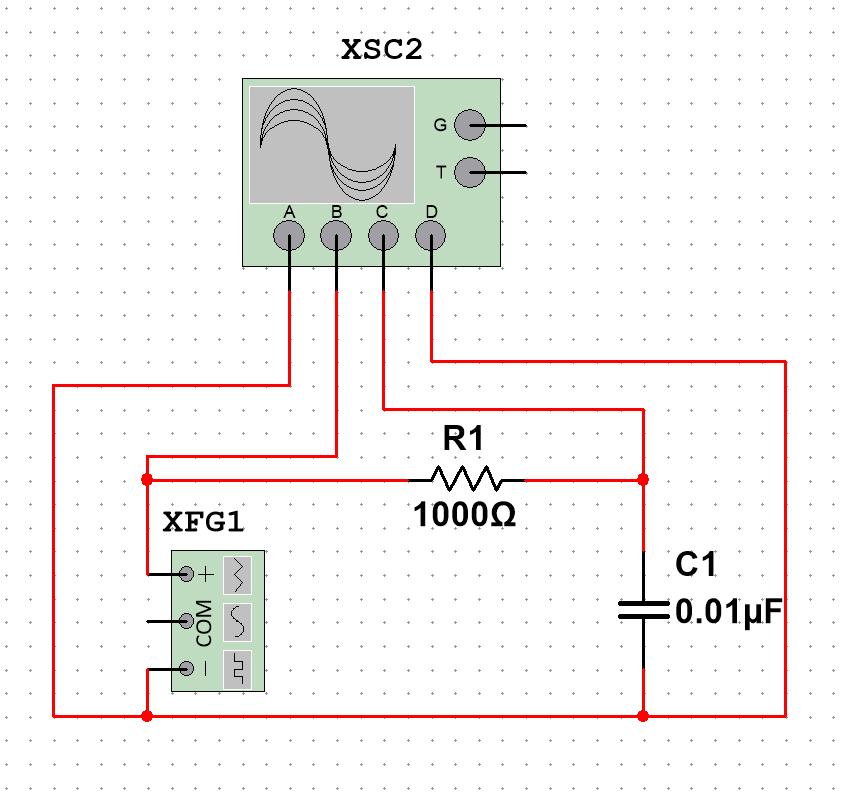 XSC2
G
T
A B C D
R1
1000Ω
XFG1
+
COM
−
C1
0.01µF